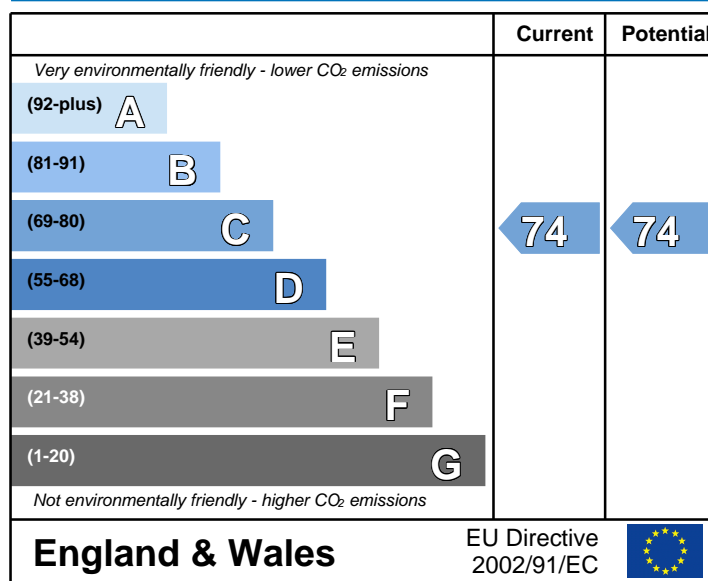 Current Potential
Very environmentally friendly - lower CO2 emissions
(92-plus) A
(81-91) B
(69-80) C 74 74
(55-68) D
(39-54) E
(21-38) F
(1-20) G
Not environmentally friendly - higher CO2 emissions
England & Wales
EU Directive
2002/91/EC